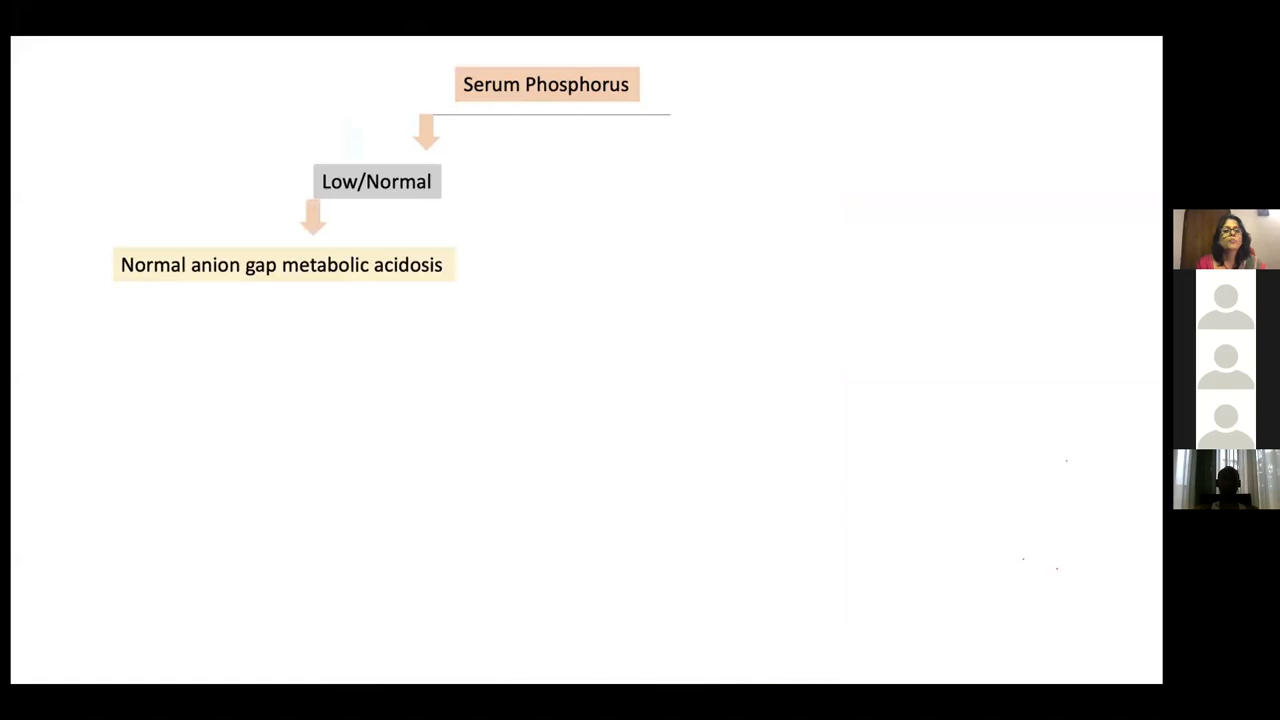 Serum Phosphorus
Low/Normal
Normal anion gap metabolic acidosis